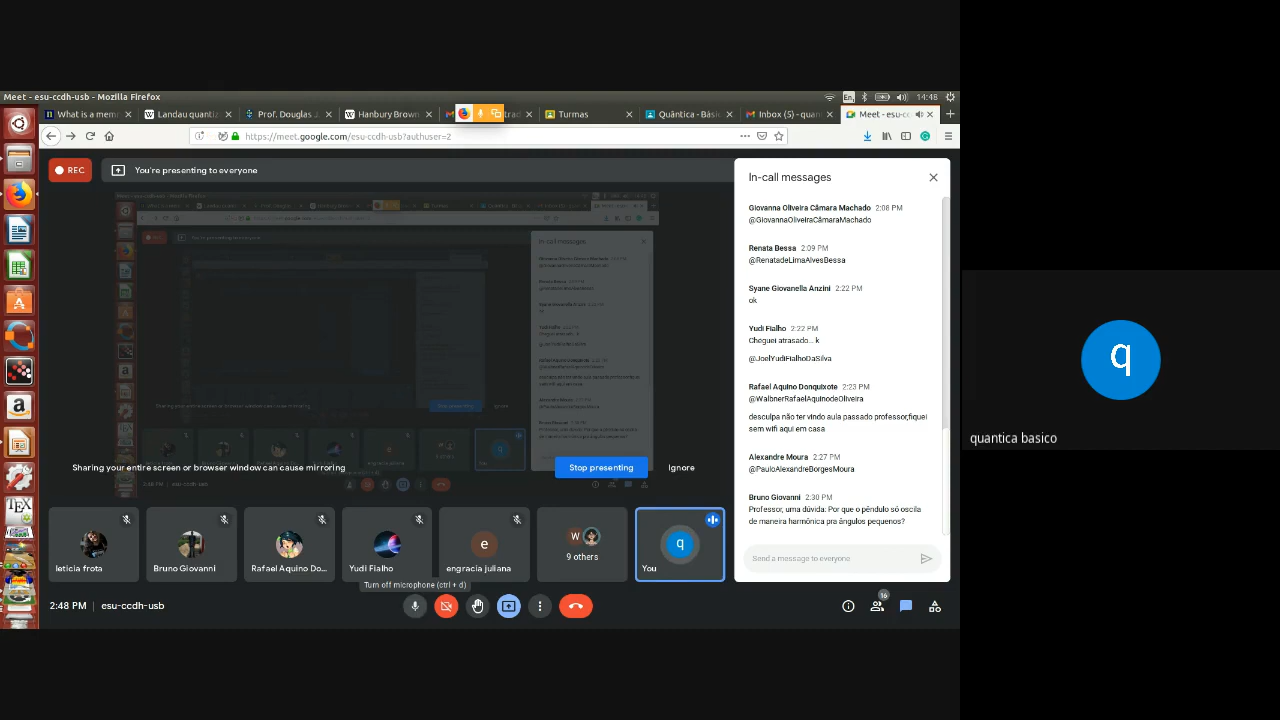 Meet - esu-ccdh-usb - Mozilla Firefox
En
14:48
What is a mem
Landau quantiz
Prof. Douglas
Hanbury Brown
Turmas
Quântica - Bási
Inbox (5) - quan
Meet - esu-cc
https://meet.google.com/esu-ccdh-usb?authuser=2
REC
You're presenting to everyone
In-call messages
Giovanna Oliveira Câmara Machado 2:08 PM
@GiovannaOliveiraCâmaraMachado
Renata Bessa 2:09 PM
@RenatadeLimaAlvesBessa
Syane Giovanella Anzini 2:22 PM
ok
Yudi Fialho 2:22 PM
Cheguei atrasado... k
@JoelYudiFialhoDaSilva
Rafael Aquino Donquixote 2:23 PM
@WalbnerRafaelAquinodeOliveira
desculpa não ter vindo aula passado professor,fiquei
sem wifi aqui em casa
Alexandre Moura 2:27 PM
@PauloAlexandreBorgesMoura
Bruno Giovanni 2:30 PM
Professor, uma dúvida: Por que o pêndulo só oscila
de maneira harmônica pra ângulos pequenos?
Send a message to everyone
Sharing your entire screen or browser window can cause mirroring
Stop presenting
Ignore
letícia frota
Bruno Giovanni
Rafael Aquino Do...
Yudi Fialho
e
engracia juliana
W
9 others
q
You
Turn off microphone (ctrl + d)
2:48 PM | esu-ccdh-usb
16
q
quantica basico